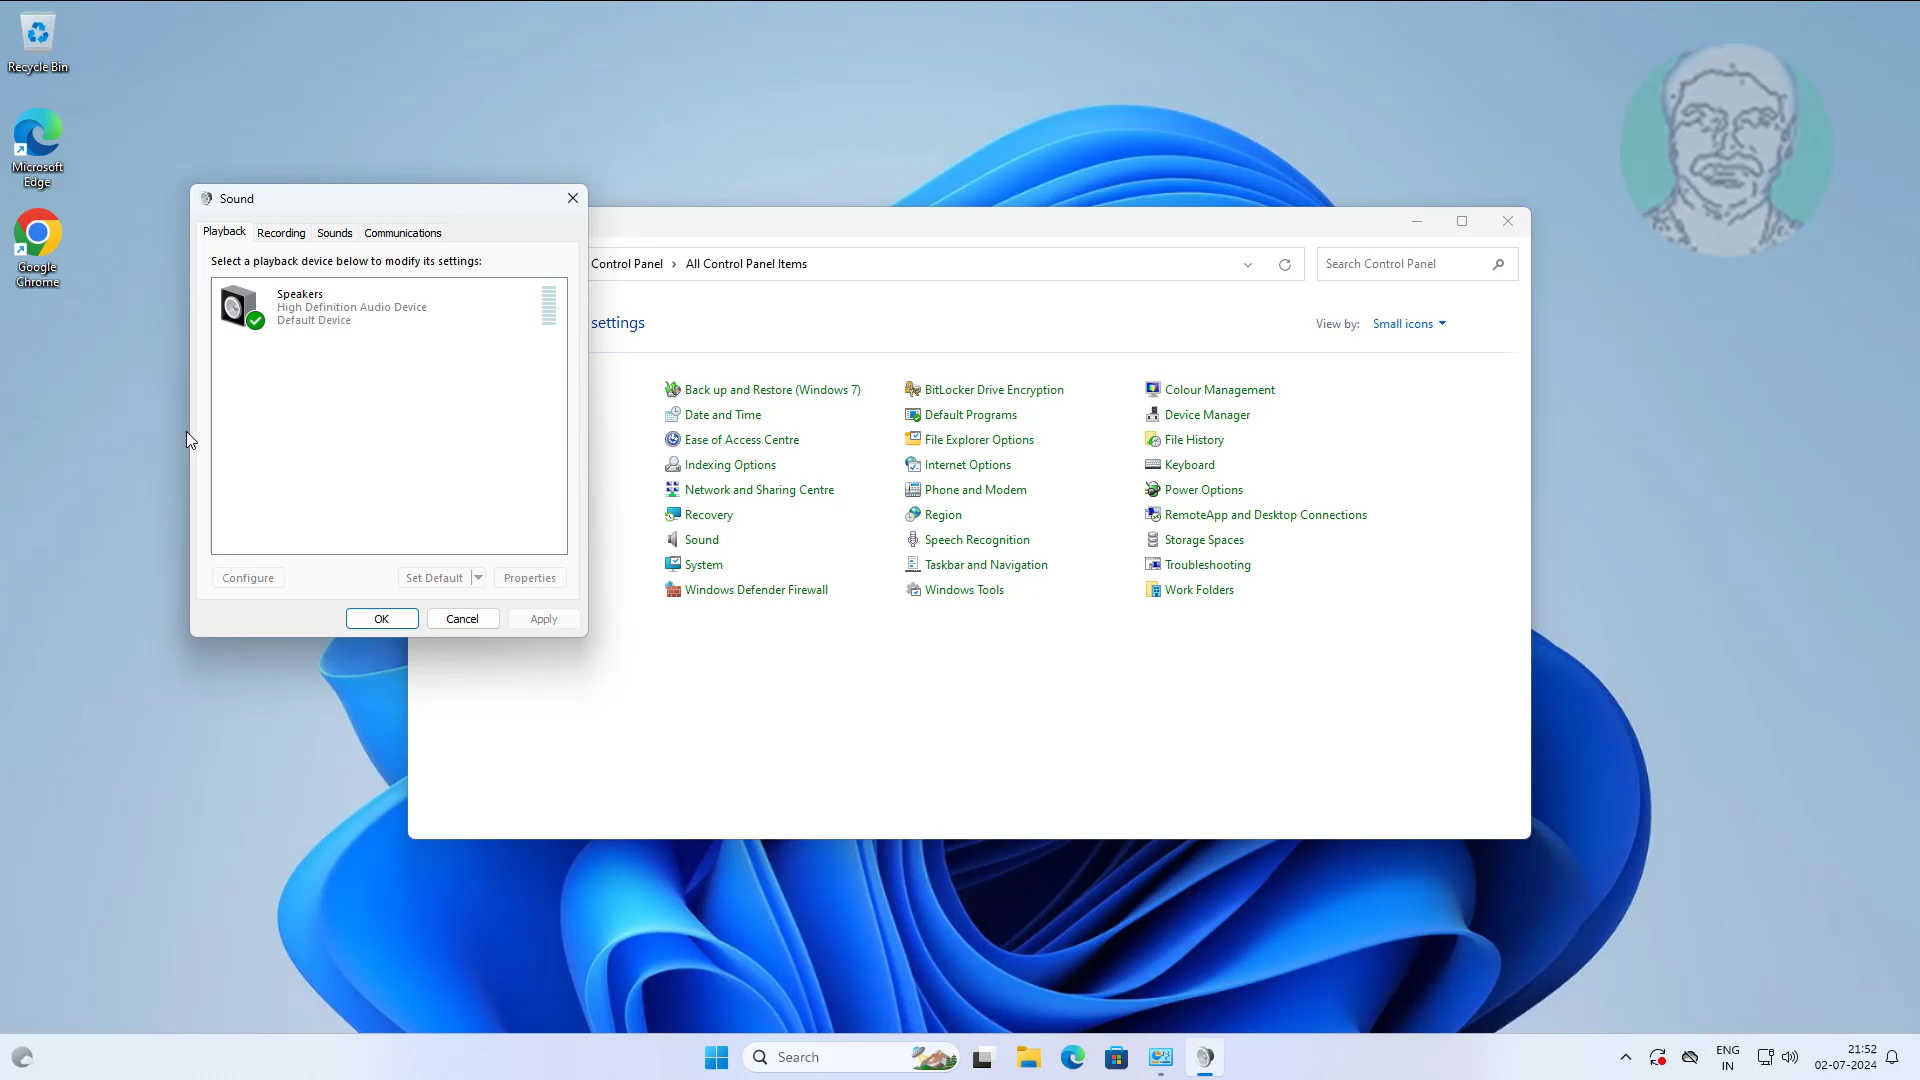 Recycle Bin
Microsoft
Edge
Google
Chrome
Sound
Playback
Recording
Sounds
Communications
Select a playback device below to modify its settings:
Speakers
High Definition Audio Device
Default Device
Configure
Set Default
Properties
OK
Cancel
Apply
Control Panel > All Control Panel Items
Search Control Panel
settings
View by: Small icons
Back up and Restore (Windows 7)
BitLocker Drive Encryption
Colour Management
Date and Time
Default Programs
Device Manager
Ease of Access Centre
File Explorer Options
File History
Indexing Options
Internet Options
Keyboard
Network and Sharing Centre
Phone and Modem
Power Options
Recovery
Region
RemoteApp and Desktop Connections
Sound
Speech Recognition
Storage Spaces
System
Taskbar and Navigation
Troubleshooting
Windows Defender Firewall
Windows Tools
Work Folders
Search
ENG
IN
21:52
02-07-2024